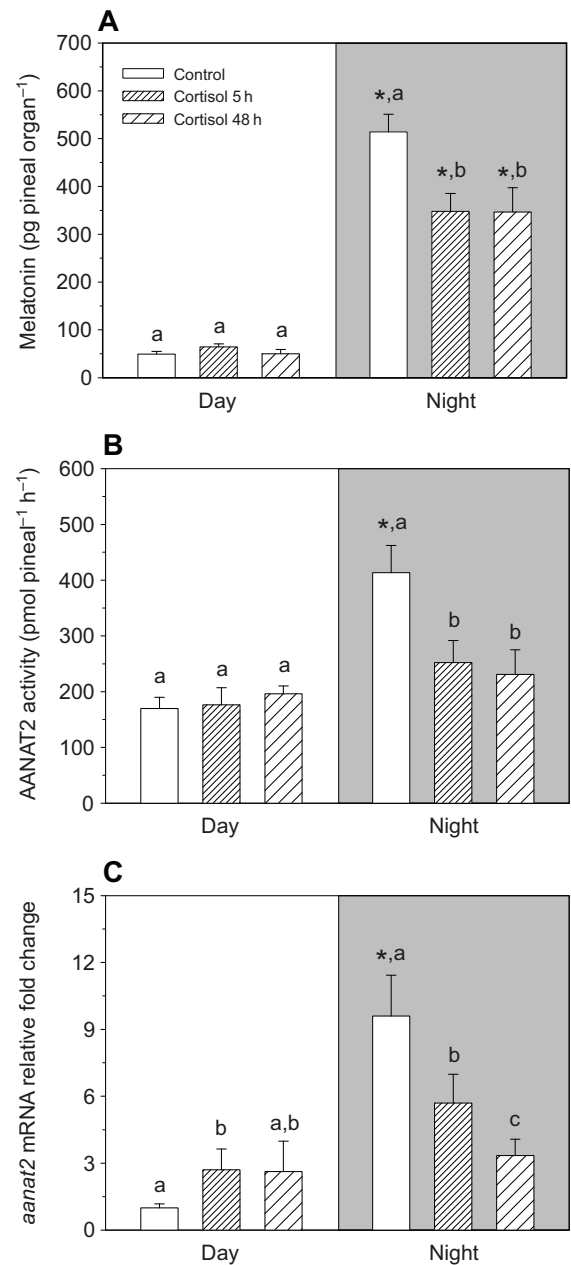 A
Melatonin (pg pineal organ⁻¹)
700
600
500
400
300
200
100
0
Control
Cortisol 5 h
Cortisol 48 h
a
a
a
*,a
*,b
*,b
Day
Night
B
AANAT2 activity (pmol pineal⁻¹ h⁻¹)
600
500
400
300
200
100
0
a
a
a
*,a
b
b
Day
Night
C
aanat2 mRNA relative fold change
15
12
9
6
3
0
a
b
a,b
*,a
b
c
Day
Night